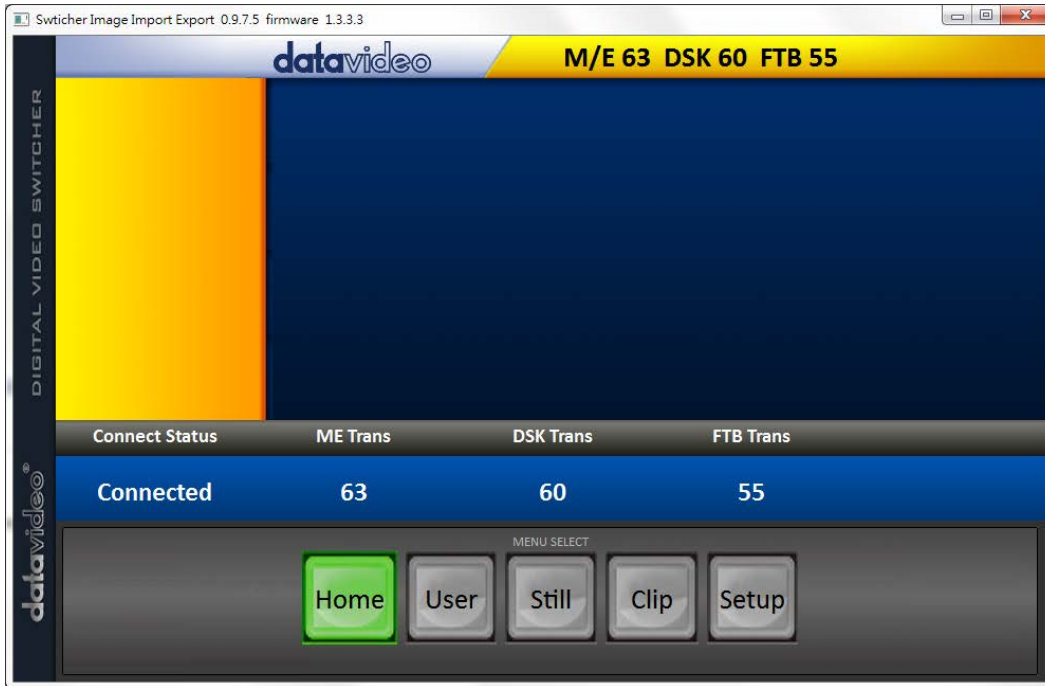 Swticher Image Import Export 0.9.7.5 firmware 1.3.3.3
datavideo
M/E 63 DSK 60 FTB 55
DIGITAL VIDEO SWITCHER
datavideo®
Connect Status ME Trans DSK Trans FTB Trans
Connected 63 60 55
MENU SELECT
Home User Still Clip Setup